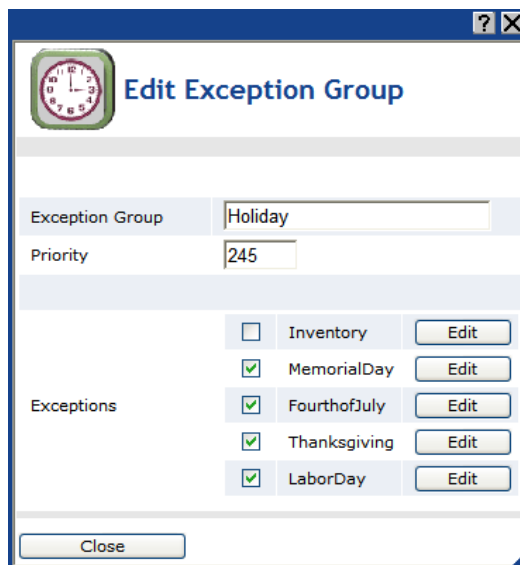 ?
Edit Exception Group
Exception Group Holiday
Priority 245
Inventory Edit
MemorialDay Edit
Exceptions FourthofJuly Edit
Thanksgiving Edit
LaborDay Edit
Close